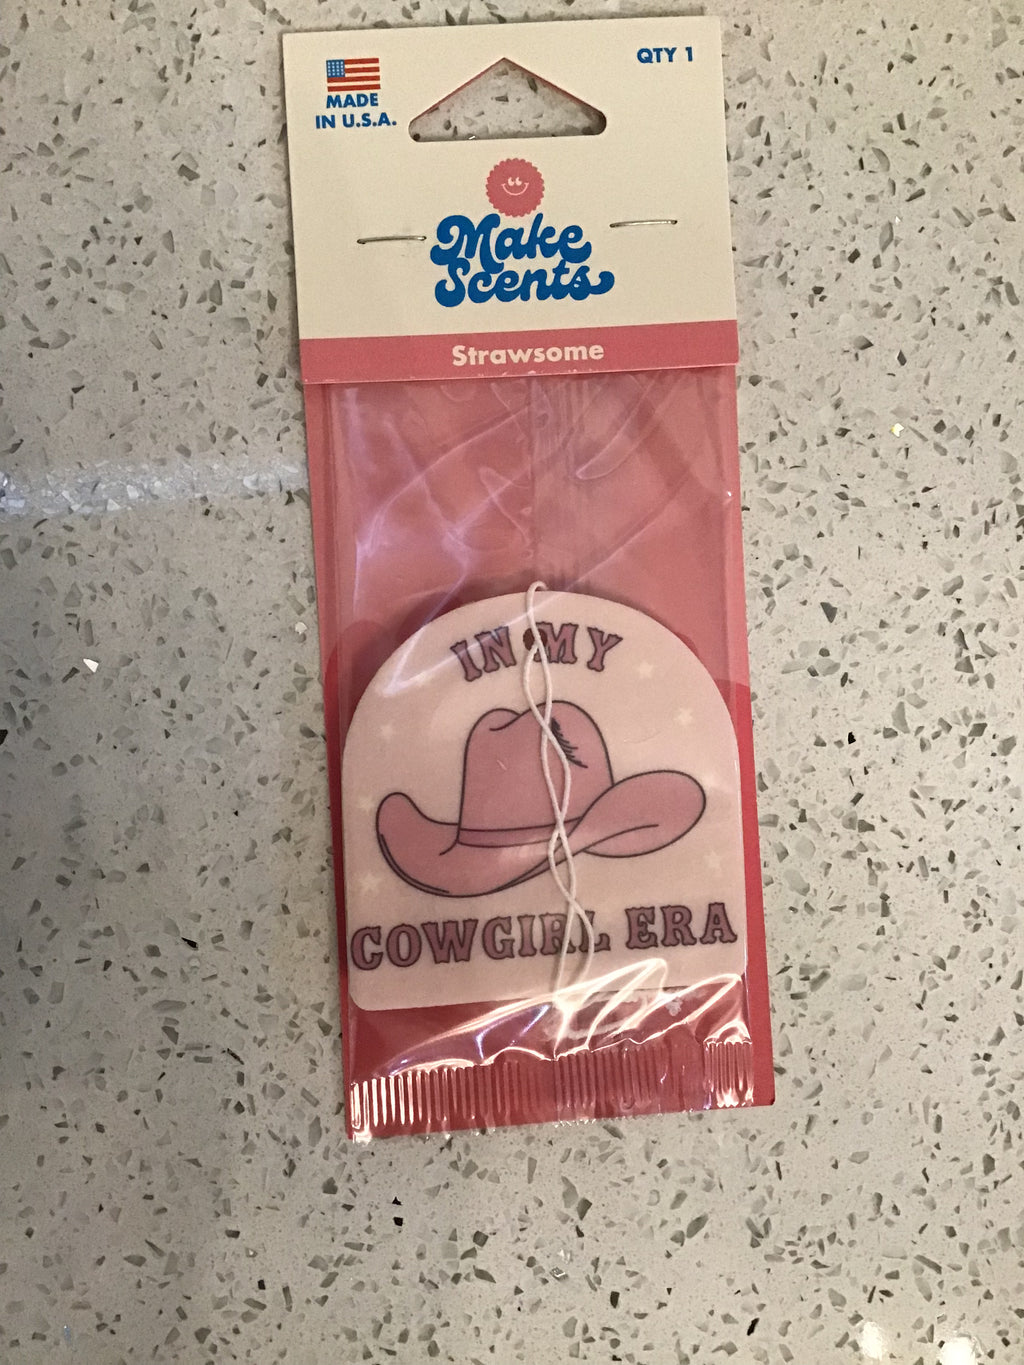 MADE
IN U.S.A.
QTY 1
Make
Scents
Strawsome
IN MY
COWGIRL ERA